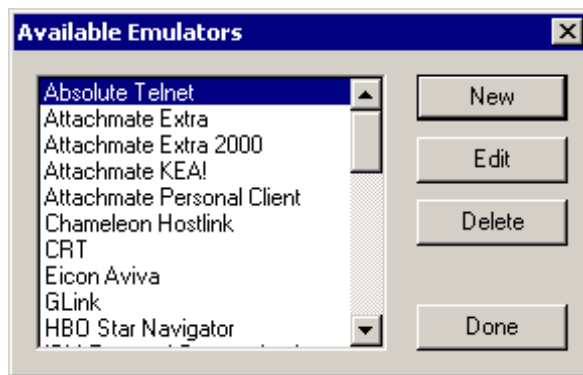 Available Emulators
Absolute Telnet
Attachmate Extra
Attachmate Extra 2000
Attachmate KEA!
Attachmate Personal Client
Chameleon Hostlink
CRT
Eicon Aviva
GLink
HBO Star Navigator
New
Edit
Delete
Done